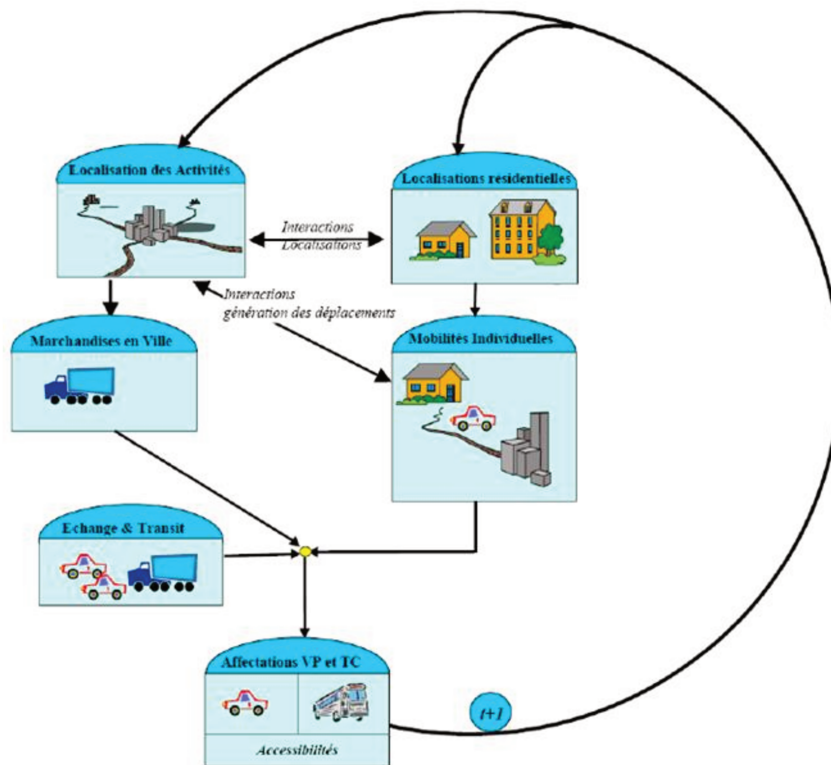 Localisation des Activités
Localisations résidentielles
Interactions
Localisations
Interactions
génération des déplacements
Marchandises en Ville
Mobilités Individuelles
Echange & Transit
Affectations VP et TC
Accessibilités
t+1